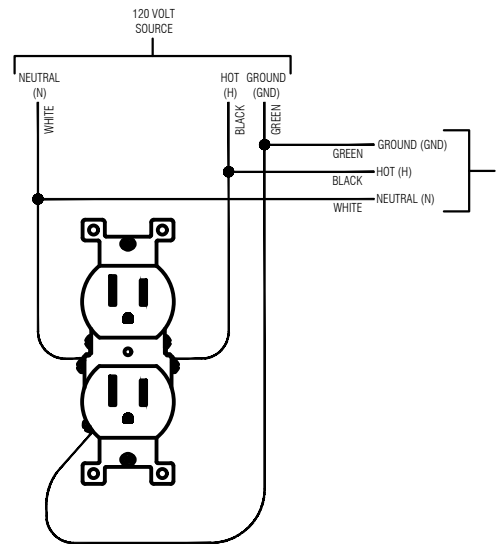 120 VOLT
SOURCE
NEUTRAL
(N)
HOT
(H)
GROUND
(GND)
WHITE
BLACK
GREEN
GROUND (GND)
GREEN
HOT (H)
BLACK
NEUTRAL (N)
WHITE